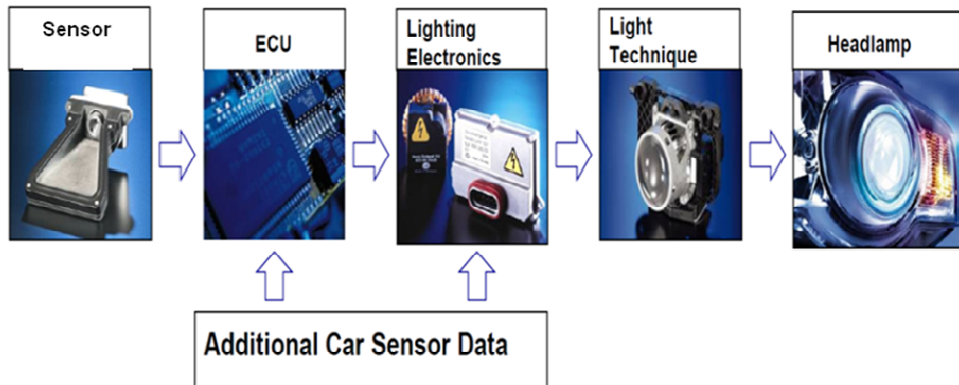 Sensor
ECU
Lighting
Electronics
Light
Technique
Headlamp
Additional Car Sensor Data